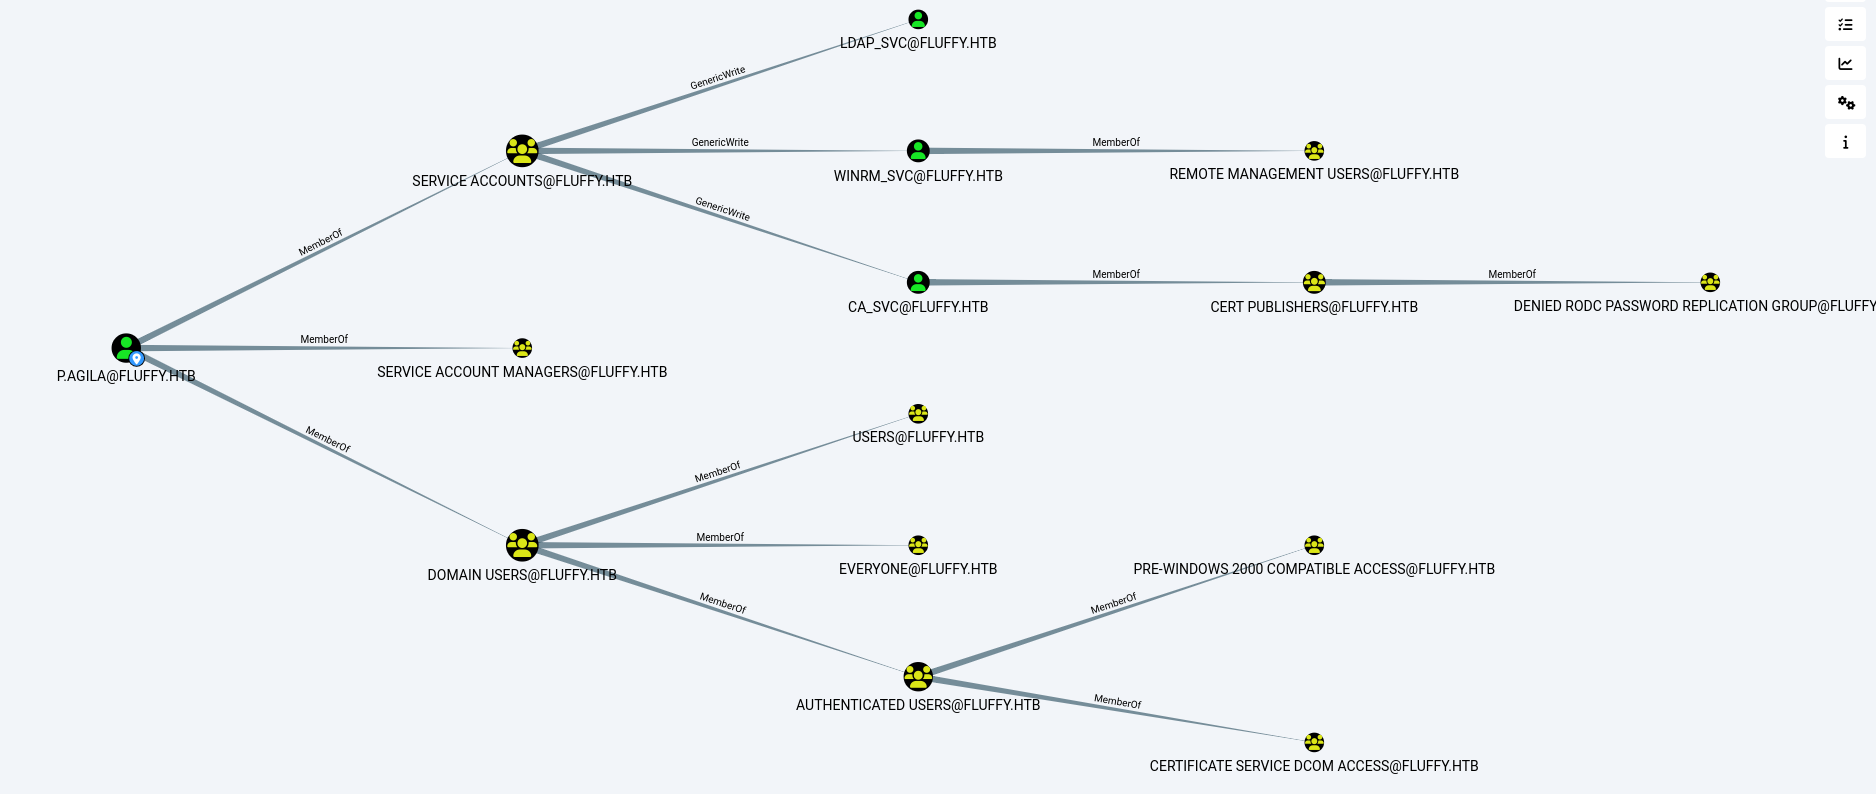 LDAP_SVC@FLUFFY.HTB
GenericWrite
GenericWrite
MemberOf
SERVICE ACCOUNTS@FLUFFY.HTB
WINRM_SVC@FLUFFY.HTB
REMOTE MANAGEMENT USERS@FLUFFY.HTB
GenericWrite
MemberOf
MemberOf
MemberOf
CA_SVC@FLUFFY.HTB
CERT PUBLISHERS@FLUFFY.HTB
DENIED RODC PASSWORD REPLICATION GROUP@FLUFFY
MemberOf
P.AGILA@FLUFFY.HTB
SERVICE ACCOUNT MANAGERS@FLUFFY.HTB
MemberOf
USERS@FLUFFY.HTB
MemberOf
MemberOf
DOMAIN USERS@FLUFFY.HTB
EVERYONE@FLUFFY.HTB
PRE-WINDOWS 2000 COMPATIBLE ACCESS@FLUFFY.HTB
MemberOf
MemberOf
AUTHENTICATED USERS@FLUFFY.HTB
MemberOf
CERTIFICATE SERVICE DCOM ACCESS@FLUFFY.HTB